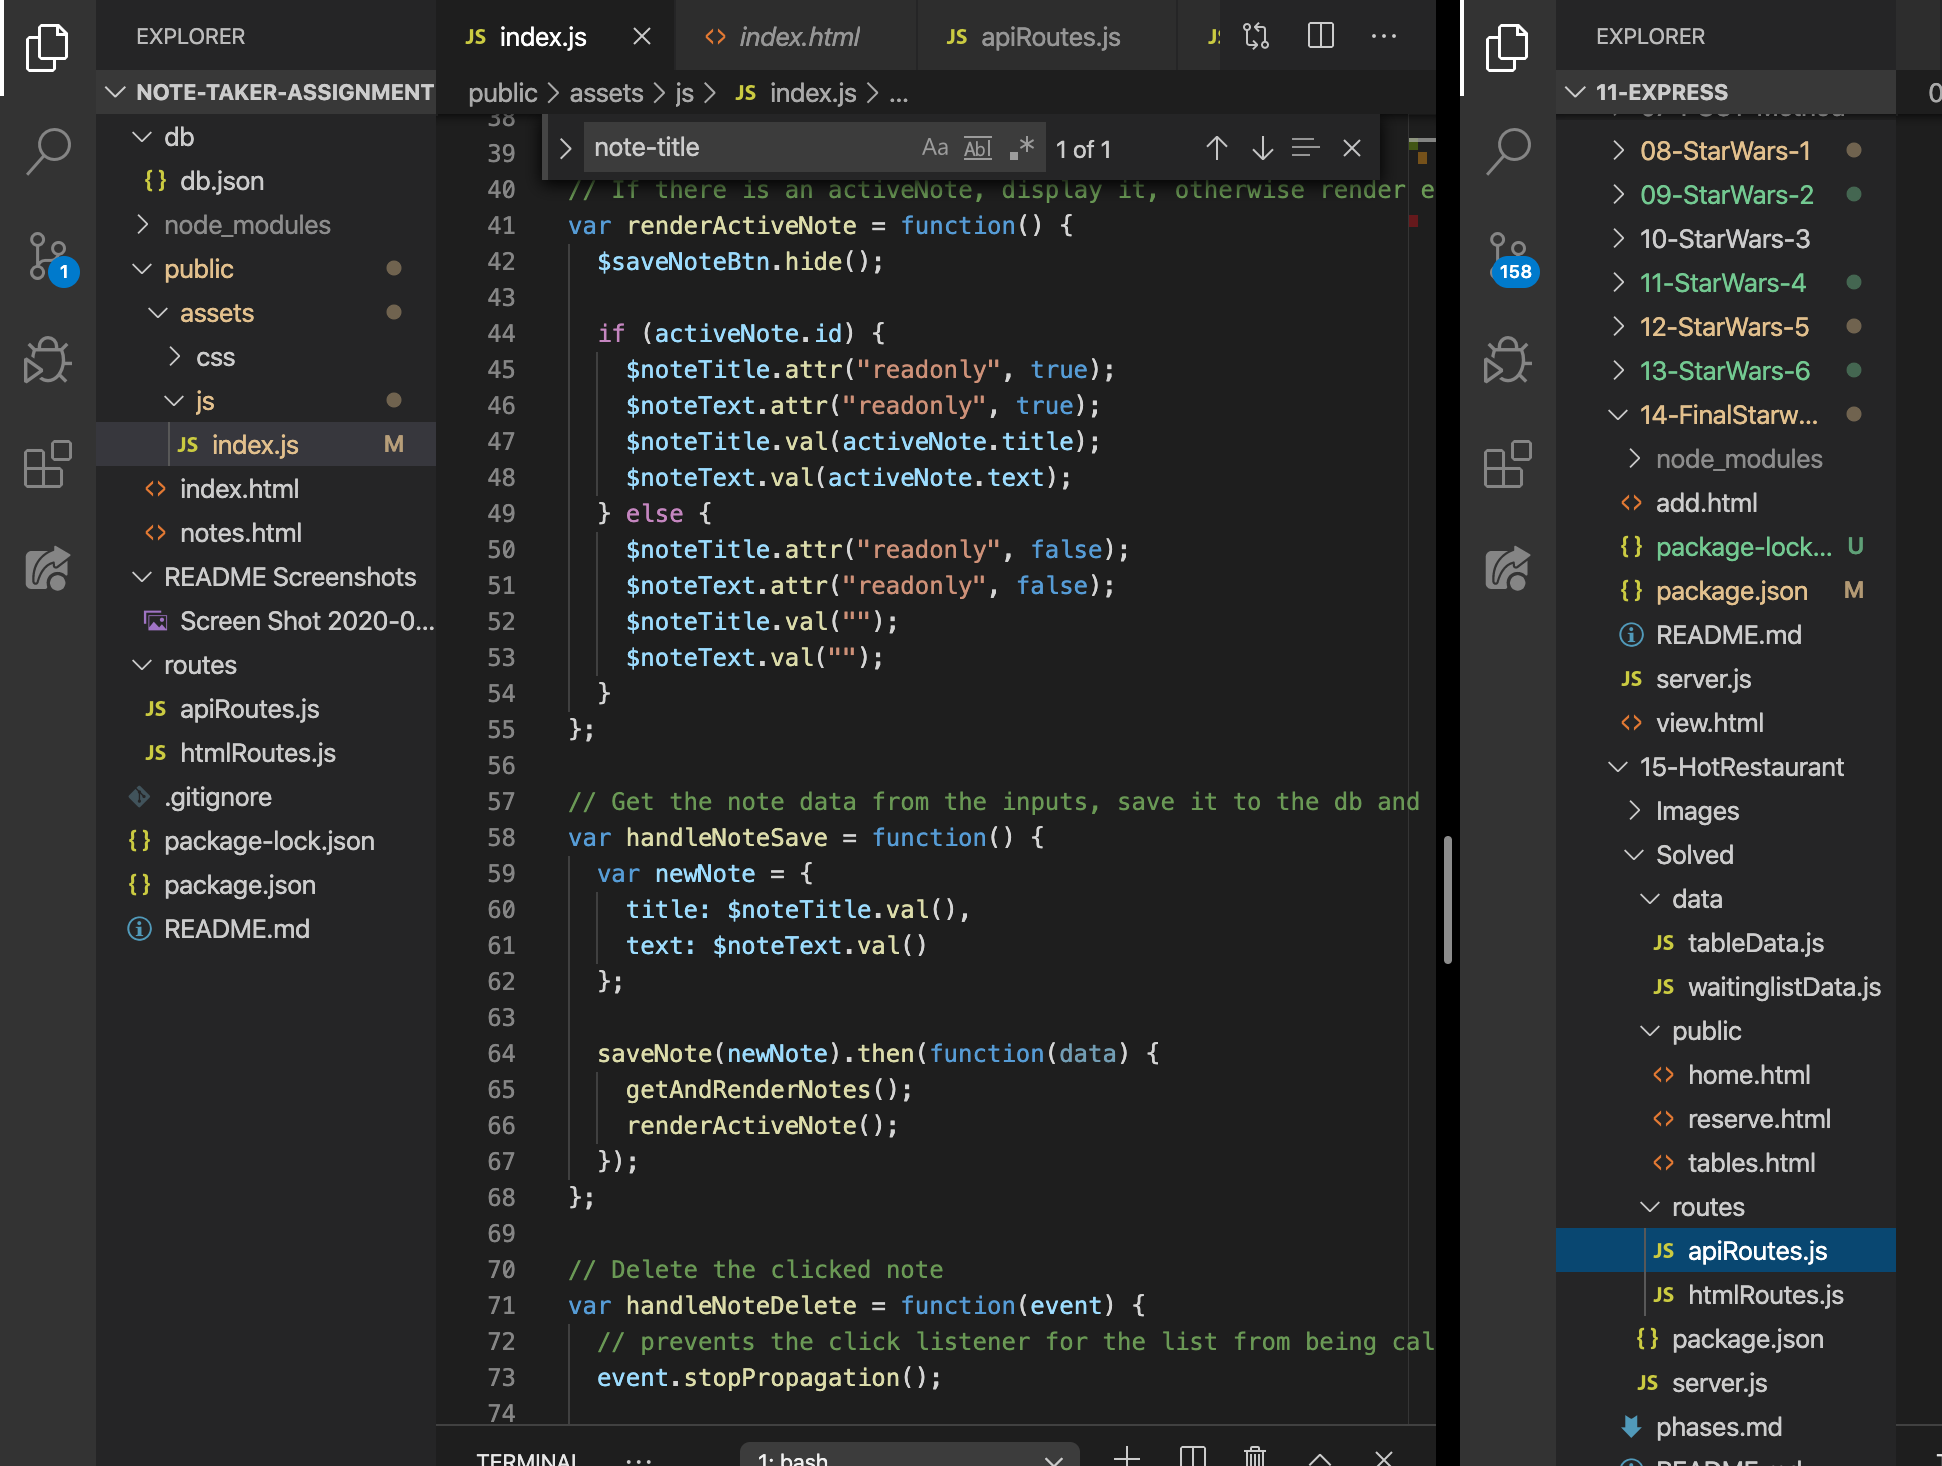 EXPLORER
NOTE-TAKER-ASSIGNMENT
db
{} db.json
node_modules
public
assets
css
js
JS index.js M
<> index.html
<> notes.html
README Screenshots
Screen Shot 2020-0...
routes
JS apiRoutes.js
JS htmlRoutes.js
.gitignore
{} package-lock.json
{} package.json
README.md
1
JS index.js
<> index.html
JS apiRoutes.js
public > assets > js > JS index.js > ...
note-title
Aa Abl .* 1 of 1
38
39
40 // If there is an activeNote, display it, otherwise render e
41 var renderActiveNote = function() {
42 $saveNoteBtn.hide();
43
44 if (activeNote.id) {
45 $noteTitle.attr("readonly", true);
46 $noteText.attr("readonly", true);
47 $noteTitle.val(activeNote.title);
48 $noteText.val(activeNote.text);
49 } else {
50 $noteTitle.attr("readonly", false);
51 $noteText.attr("readonly", false);
52 $noteTitle.val("");
53 $noteText.val("");
54 }
55 };
56
57 // Get the note data from the inputs, save it to the db and
58 var handleNoteSave = function() {
59 var newNote = {
60 title: $noteTitle.val(),
61 text: $noteText.val()
62 };
63
64 saveNote(newNote).then(function(data) {
65 getAndRenderNotes();
66 renderActiveNote();
67 });
68 };
69
70 // Delete the clicked note
71 var handleNoteDelete = function(event) {
72 // prevents the click listener for the list from being cal
73 event.stopPropagation();
74
TERMINAL ... 1: bash
EXPLORER
11-EXPRESS
08-StarWars-1
09-StarWars-2
10-StarWars-3
11-StarWars-4
12-StarWars-5
13-StarWars-6
14-FinalStarw...
node_modules
<> add.html
{} package-lock... U
{} package.json M
README.md
JS server.js
<> view.html
15-HotRestaurant
Images
Solved
data
JS tableData.js
JS waitinglistData.js
public
<> home.html
<> reserve.html
<> tables.html
routes
JS apiRoutes.js
JS htmlRoutes.js
{} package.json
JS server.js
phases.md
158